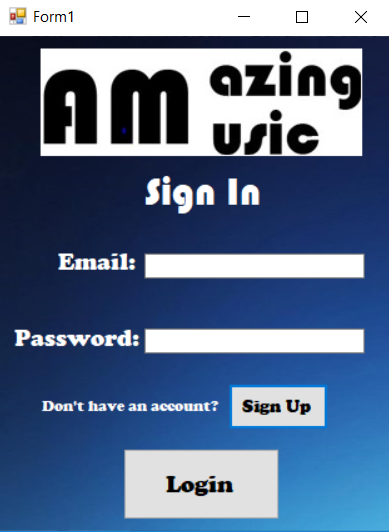 Form1
AM azing
usic
Sign In
Email:
Password:
Don't have an account? Sign Up
Login